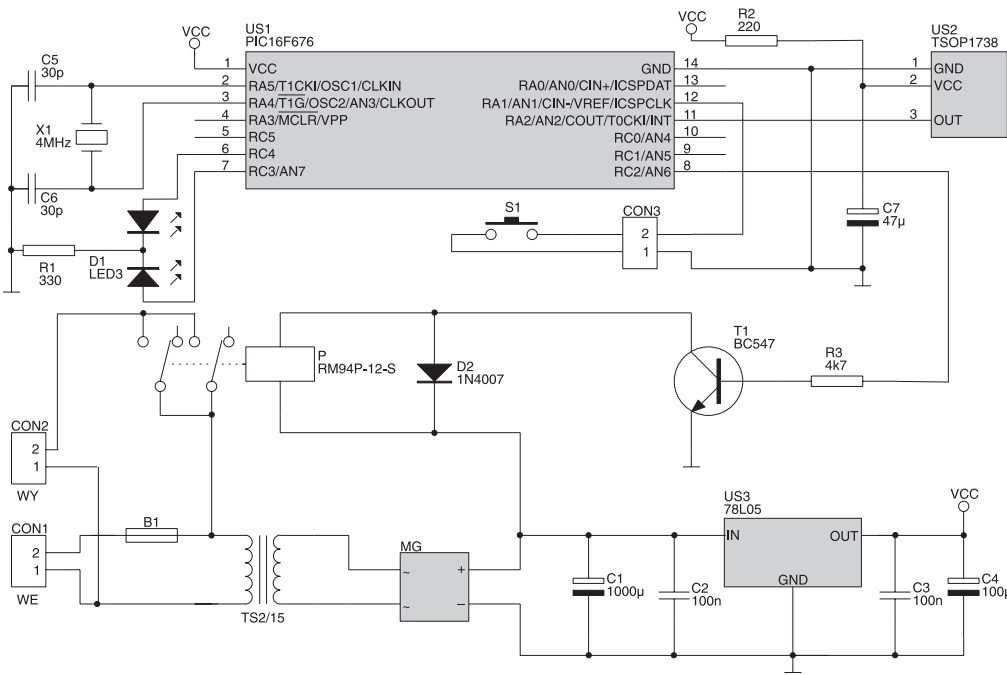 VCC
US1
PIC16F676
VCC
R2
220
US2
TSOP1738
C5
30p
1 VCC
2 RA5/T1CKI/OSC1/CLKIN
3 RA4/T1G/OSC2/AN3/CLKOUT
4 RA3/MCLR/VPP
5 RC5
6 RC4
7 RC3/AN7
GND 14
RA0/AN0/CIN+/ICSPDAT 13
RA1/AN1/CIN-/VREF/ICSPCLK 12
RA2/AN2/COUT/T0CKI/INT 11
RC0/AN4 10
RC1/AN5 9
RC2/AN6 8
1 GND
2 VCC
3 OUT
X1
4MHz
C6
30p
S1
CON3
2
1
C7
47µ
R1
330
D1
LED3
P
RM94P-12-S
D2
1N4007
T1
BC547
R3
4k7
CON2
2
1
WY
CON1
2
1
WE
B1
TS2/15
MG
~ +
~ –
C1
1000µ
C2
100n
US3
78L05
IN OUT
GND
VCC
C3
100n
C4
100µ